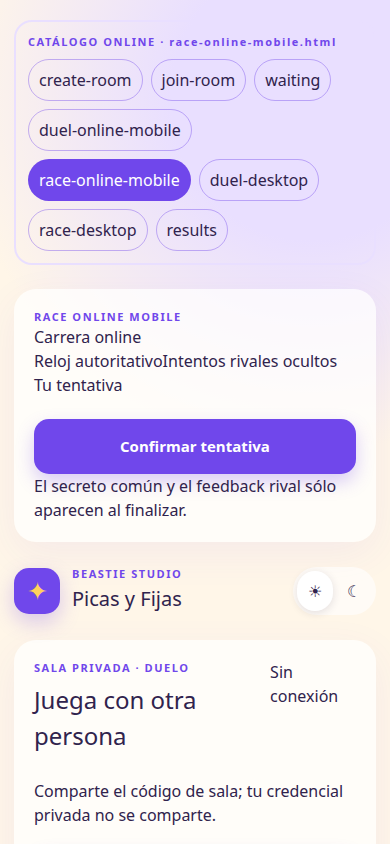 CATÁLOGO ONLINE · race-online-mobile.html
create-room join-room waiting
duel-online-mobile
race-online-mobile duel-desktop
race-desktop results
RACE ONLINE MOBILE
Carrera online
Reloj autoritativoIntentos rivales ocultos
Tu tentativa
Confirmar tentativa
El secreto común y el feedback rival sólo
aparecen al finalizar.
BEASTIE STUDIO
Picas y Fijas
SALA PRIVADA · DUELO
Sin
conexión
Juega con otra
persona
Comparte el código de sala; tu credencial
privada no se comparte.